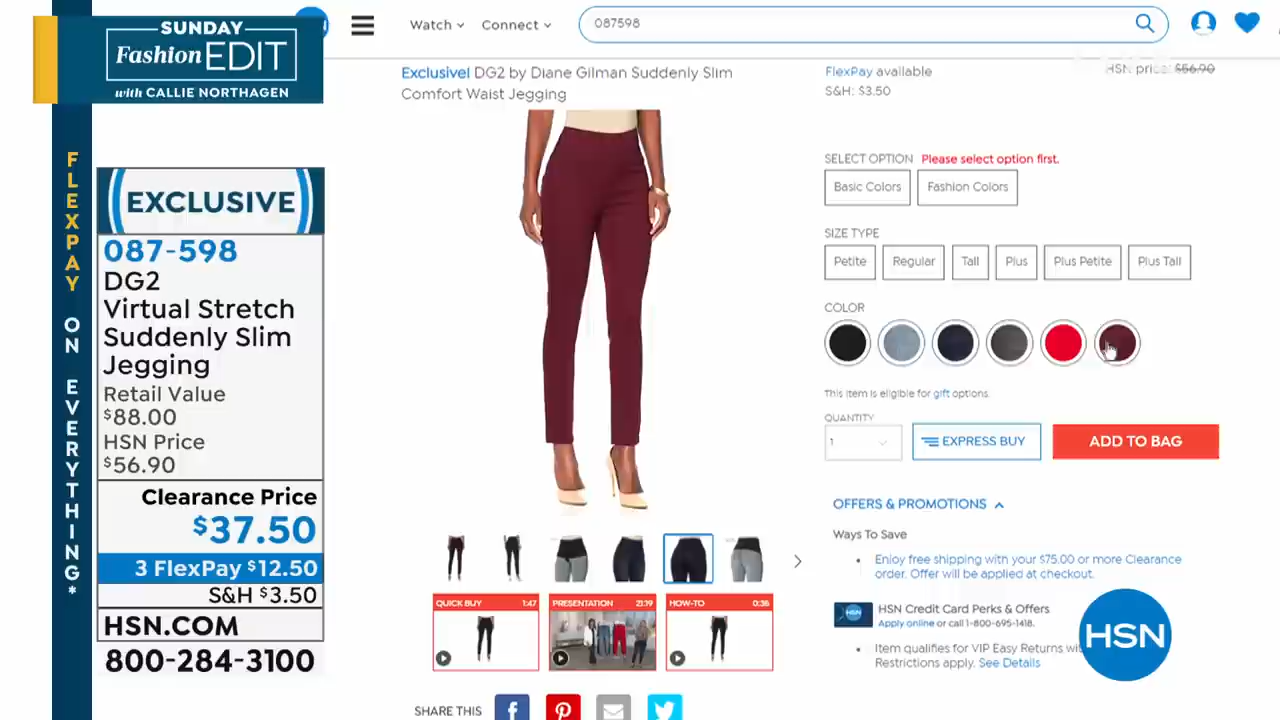 SUNDAY
Fashion EDIT
with CALLIE NORTHAGEN
FLEXPAY ON EVERYTHING*
EXCLUSIVE
087-598
DG2
Virtual Stretch
Suddenly Slim
Jegging
Retail Value
$88.00
HSN Price
$56.90
Clearance Price
$37.50
3 FlexPay $12.50
S&H $3.50
HSN.COM
800-284-3100
Watch
Connect
087598
Exclusive! DG2 by Diane Gilman Suddenly Slim
Comfort Waist Jegging
FlexPay available
HSN price: $56.90
S&H: $3.50
SELECT OPTION Please select option first.
Basic Colors
Fashion Colors
SIZE TYPE
Petite
Regular
Tall
Plus
Plus Petite
Plus Tall
COLOR
This item is eligible for gift options.
QUANTITY
1
EXPRESS BUY
ADD TO BAG
OFFERS & PROMOTIONS
Ways To Save
• Enjoy free shipping with your $75.00 or more Clearance
order. Offer will be applied at checkout.
HSN
HSN Credit Card Perks & Offers
Apply online or call 1-800-695-1418.
• Item qualifies for VIP Easy Returns
Restrictions apply. See Details
HSN
QUICK BUY 1:47
PRESENTATION 21:19
HOW-TO 0:36
SHARE THIS